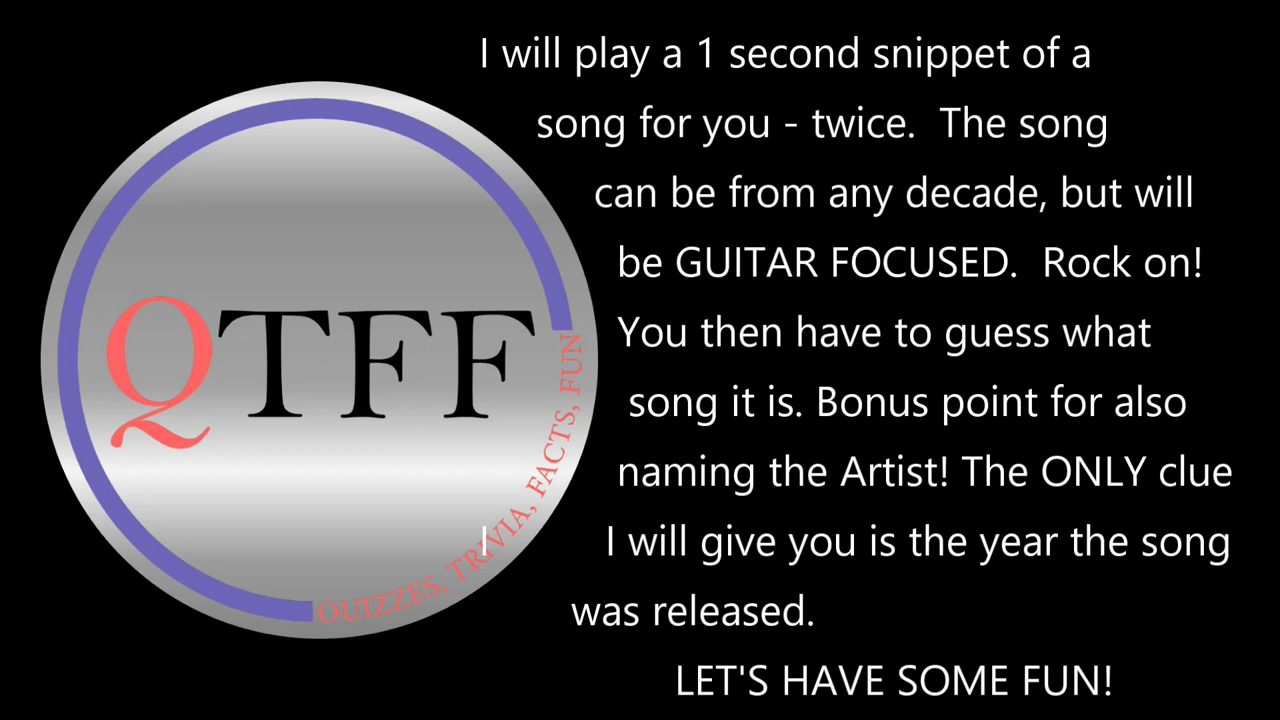 I will play a 1 second snippet of a
song for you - twice.  The song
can be from any decade, but will
be GUITAR FOCUSED.  Rock on!
You then have to guess what
song it is. Bonus point for also
naming the Artist! The ONLY clue
I I will give you is the year the song
was released.
LET'S HAVE SOME FUN!
QTFF
QUIZZES, TRIVIA, FACTS, FUN